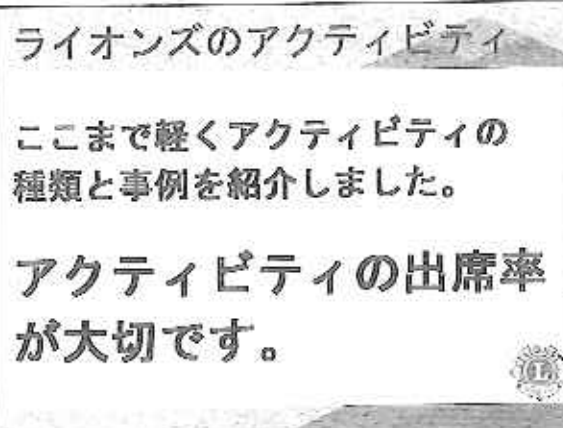 ライオンズのアクティビティ
ここまで軽くアクティビティの
種類と事例を紹介しました。
アクティビティの出席率
が大切です。
L